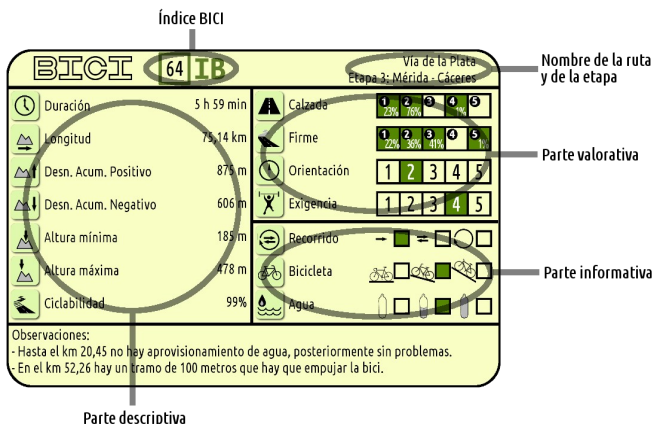 Índice BICI
BICI 64 IB
Vía de la Plata
Etapa 3: Mérida - Cáceres
Nombre de la ruta
y de la etapa
Duración 5 h 59 min
Longitud 75,14 km
Desn. Acum. Positivo 875 m
Desn. Acum. Negativo 606 m
Altura mínima 185 m
Altura máxima 478 m
Ciclabilidad 99%
Calzada 1 23% 2 76% 3 4 1% 5
Firme 1 22% 2 36% 3 41% 4 5 1%
Orientación 1 2 3 4 5
Exigencia 1 2 3 4 5
Parte valorativa
Recorrido
Bicicleta
Agua
Parte informativa
Observaciones:
- Hasta el km 20,45 no hay aprovisionamiento de agua, posteriormente sin problemas.
- En el km 52,26 hay un tramo de 100 metros que hay que empujar la bici.
Parte descriptiva